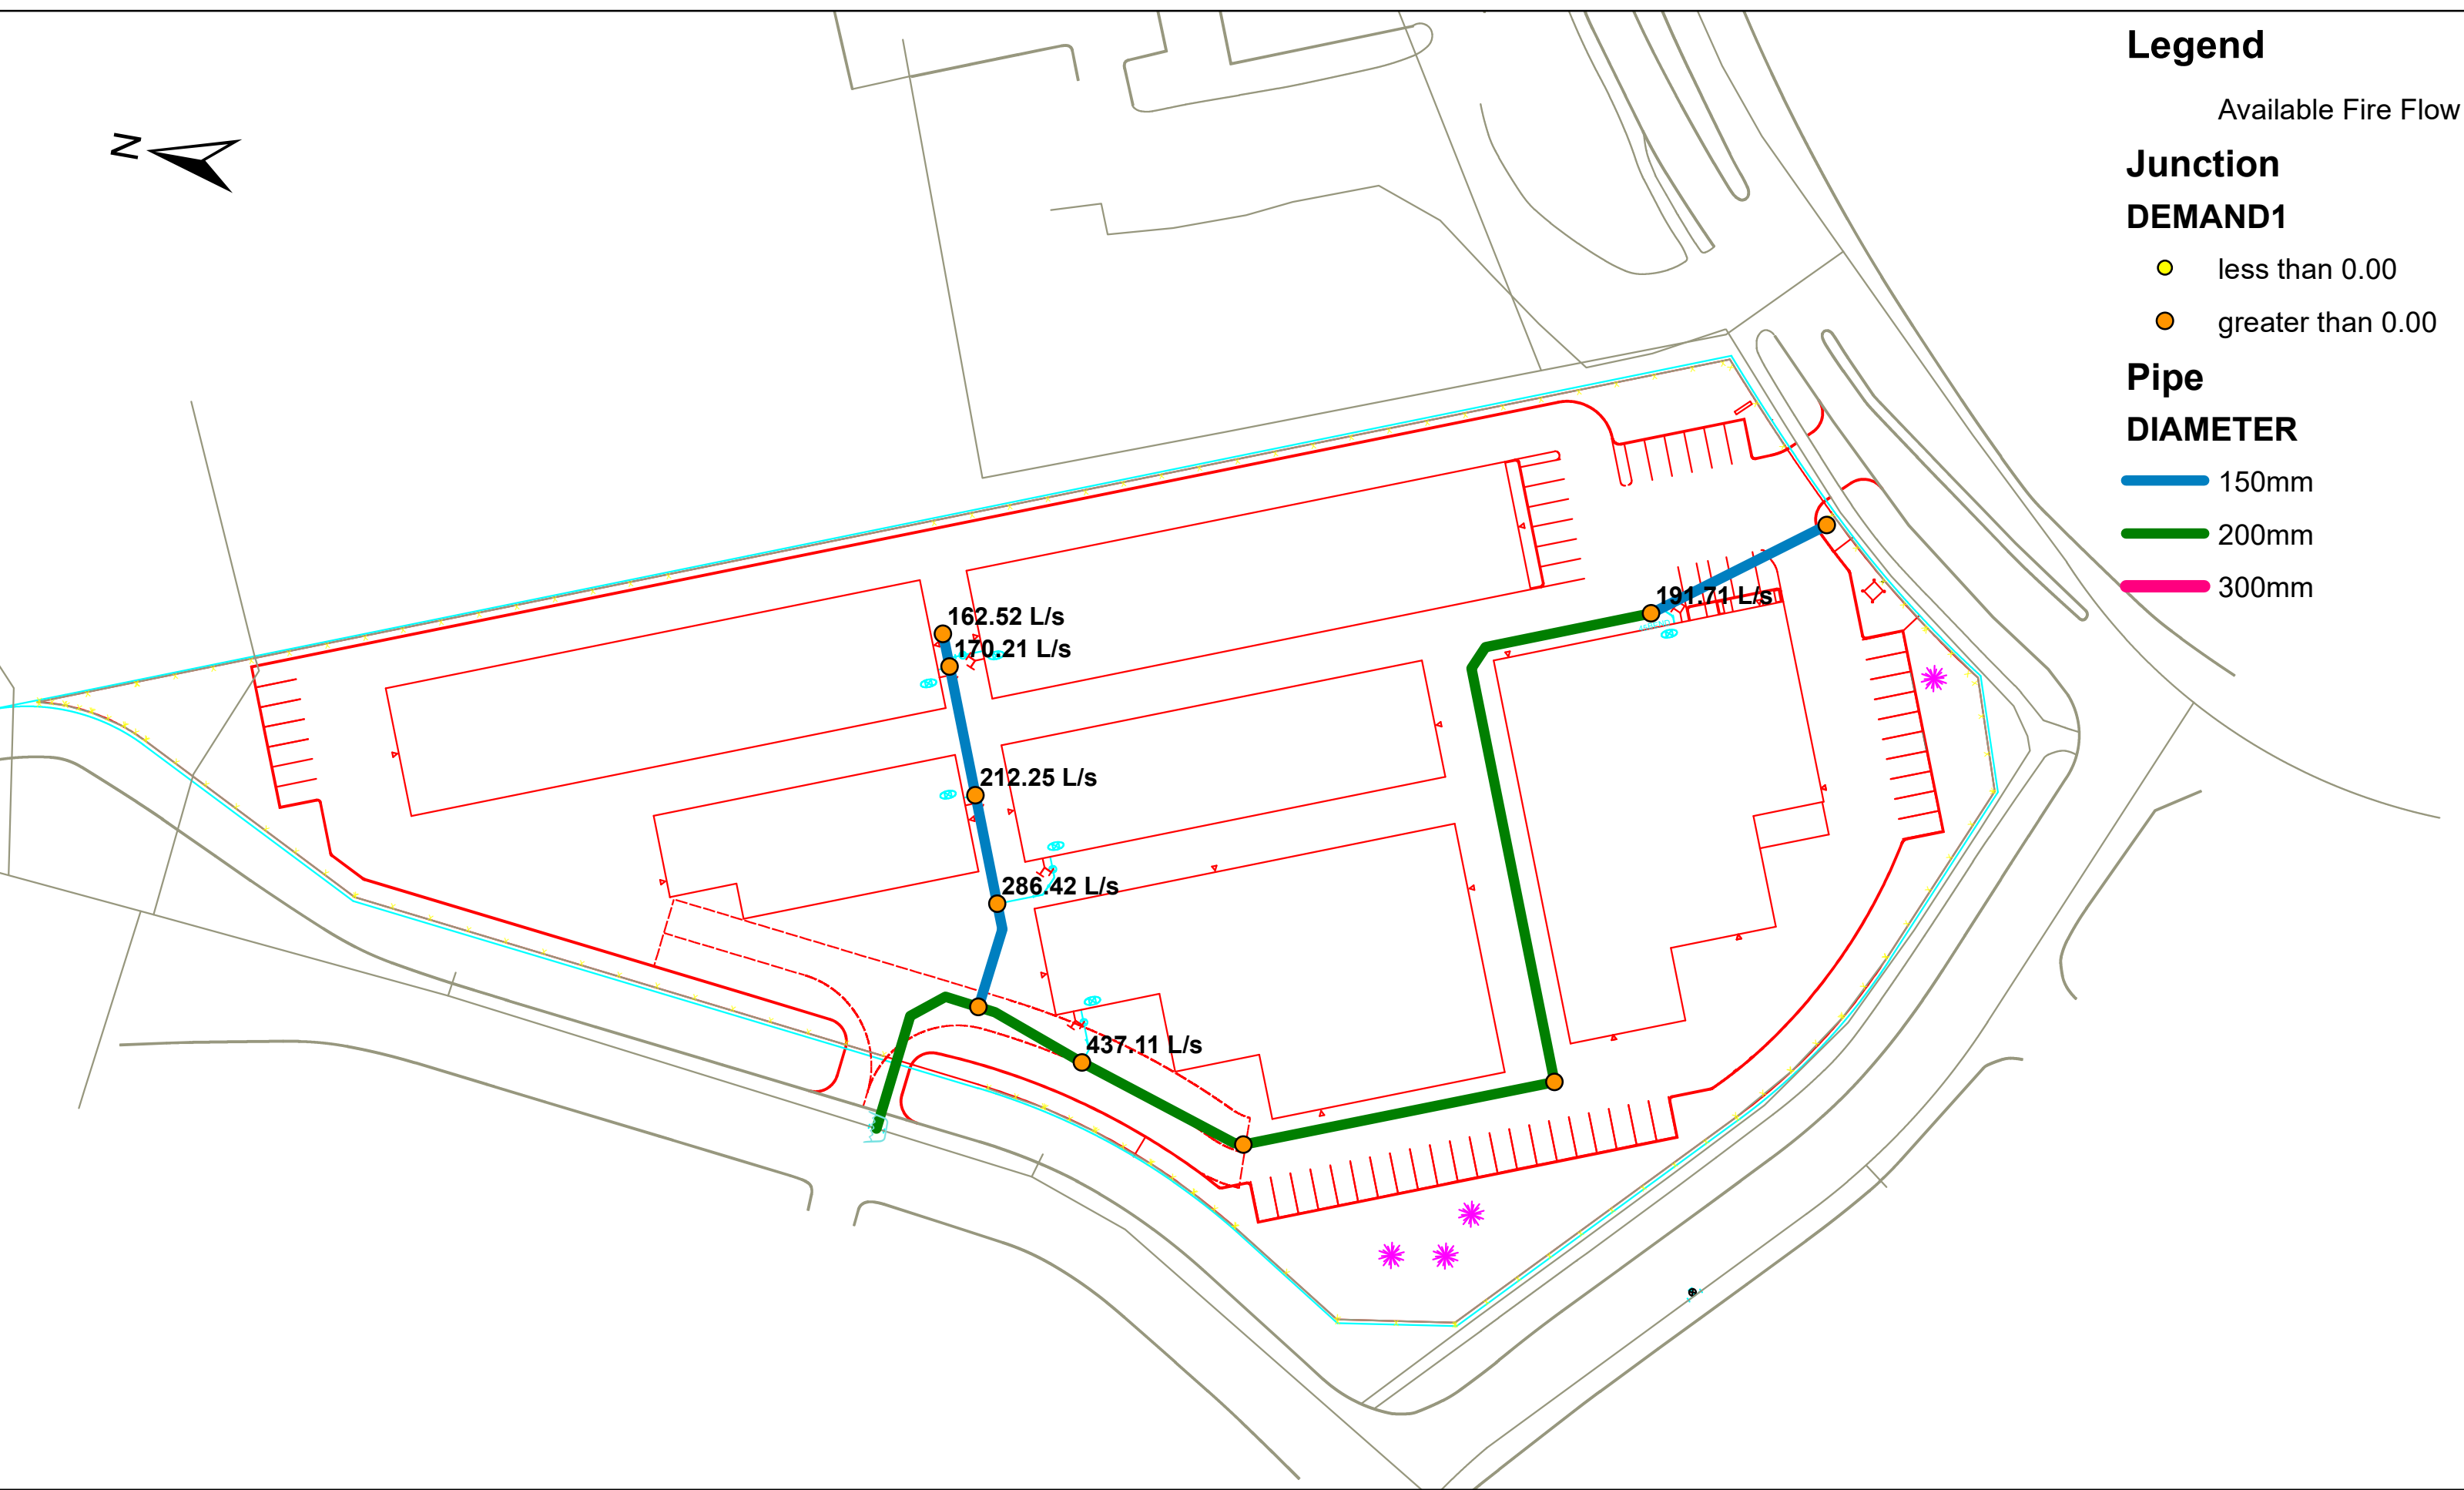 Legend
Available Fire Flow
Junction
DEMAND1
less than 0.00
greater than 0.00
Pipe
DIAMETER
150mm
200mm
300mm
N
191.71 L/s
162.52 L/s
170.21 L/s
212.25 L/s
286.42 L/s
437.11 L/s